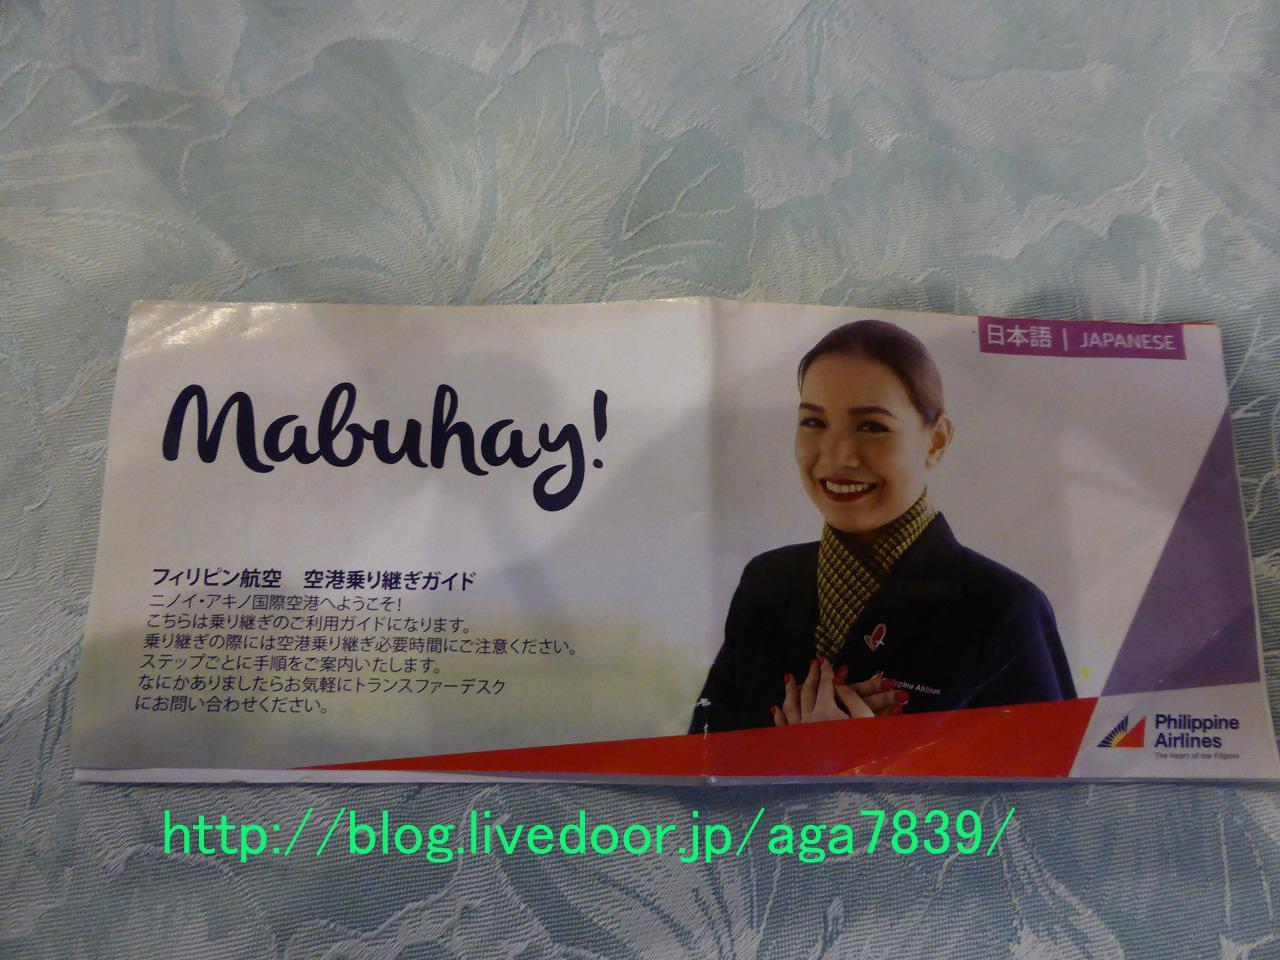 Mabuhay!
フィリピン航空　空港乗り継ぎガイド
ニノイ・アキノ国際空港へようこそ!
こちらは乗り継ぎのご利用ガイドになります。
乗り継ぎの際には空港乗り継ぎ必要時間にご注意ください。
ステップごとに手順をご案内いたします。
なにかありましたらお気軽にトランスファーデスク
にお問い合わせください。
日本語 | JAPANESE
Philippine Airlines
Philippine
Airlines
The Heart of the Filipino
http://blog.livedoor.jp/aga7839/